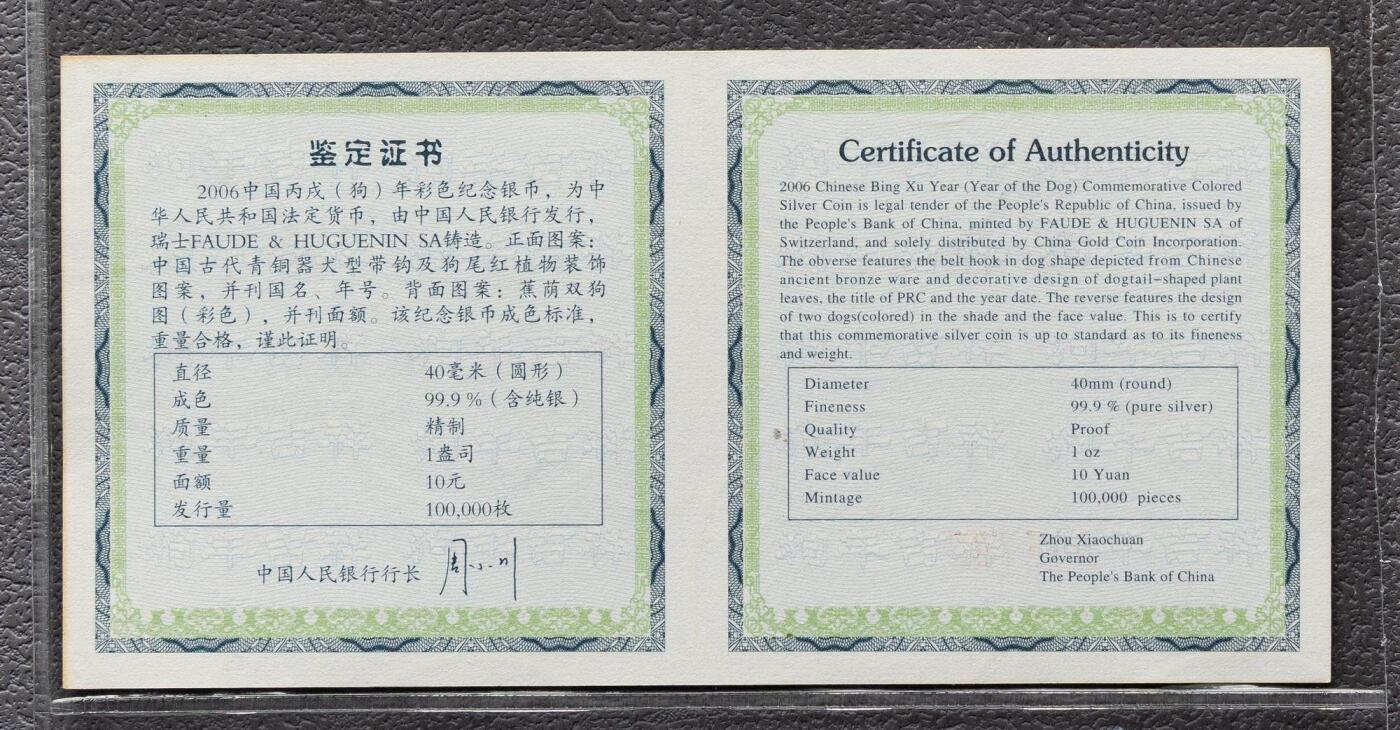 鉴定证书
2006中国丙戌（狗）年彩色纪念银币，为中
华人民共和国法定货币，由中国人民银行发行，
瑞士FAUDE & HUGUENIN SA铸造。正面图案：
中国古代青铜器犬型带钩及狗尾红植物装饰
图案，并刊国名、年号。背面图案：蕉荫双狗
图（彩色），并刊面额。该纪念银币成色标准，
重量合格，谨此证明。
直径 40毫米（圆形）
成色 99.9 %（含纯银）
质量 精制
重量 1盎司
面额 10元
发行量 100,000枚
中国人民银行行长 周小川
Certificate of Authenticity
2006 Chinese Bing Xu Year (Year of the Dog) Commemorative Colored
Silver Coin is legal tender of the People's Republic of China, issued by
the People's Bank of China, minted by FAUDE & HUGUENIN SA of
Switzerland, and solely distributed by China Gold Coin Incorporation.
The obverse features the belt hook in dog shape depicted from Chinese
ancient bronze ware and decorative design of dogtail-shaped plant
leaves, the title of PRC and the year date. The reverse features the design
of two dogs(colored) in the shade and the face value. This is to certify
that this commemorative silver coin is up to standard as to its fineness
and weight.
Diameter 40mm (round)
Fineness 99.9 % (pure silver)
Quality Proof
Weight 1 oz
Face value 10 Yuan
Mintage 100,000 pieces
Zhou Xiaochuan
Governor
The People's Bank of China